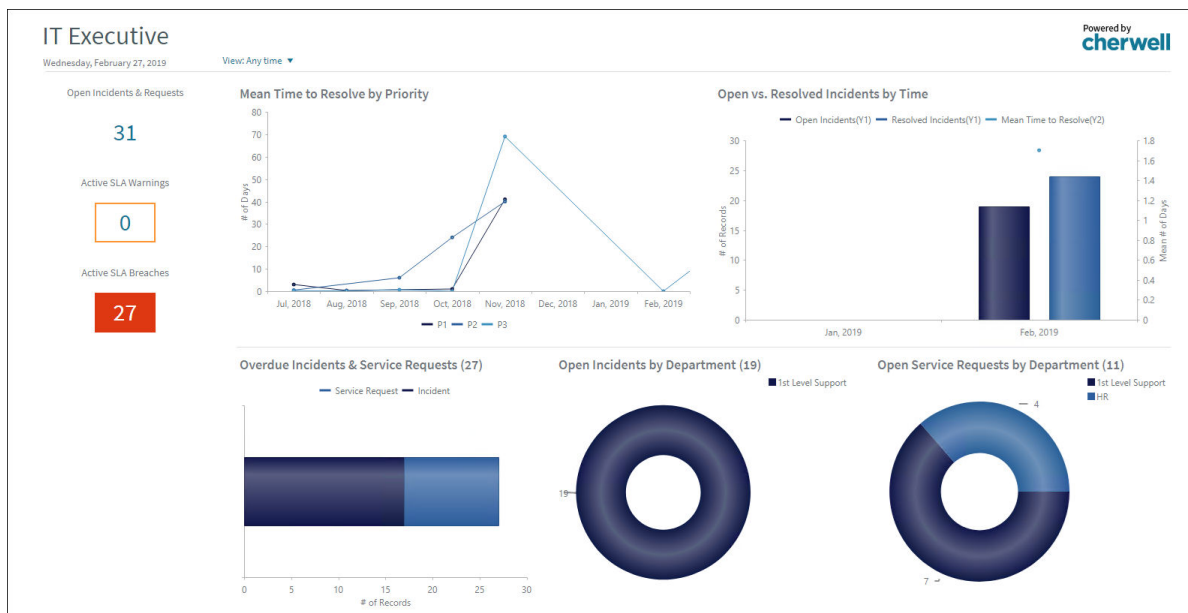 IT Executive
Powered by
cherwell
Wednesday, February 27, 2019
View: Any time
Open Incidents & Requests
31
Active SLA Warnings
0
Active SLA Breaches
27
Mean Time to Resolve by Priority
80
70
60
50
40
30
20
10
0
# of Days
Jul, 2018 Aug, 2018 Sep, 2018 Oct, 2018 Nov, 2018 Dec, 2018 Jan, 2019 Feb, 2019
P1 P2 P3
Open vs. Resolved Incidents by Time
Open Incidents(Y1) Resolved Incidents(Y1) Mean Time to Resolve(Y2)
30
25
20
15
10
5
0
# of Records
1.8
1.6
1.4
1.2
1
0.8
0.6
0.4
0.2
0
Mean # of Days
Jan, 2019 Feb, 2019
Overdue Incidents & Service Requests (27)
Service Request Incident
0 5 10 15 20 25 30
# of Records
Open Incidents by Department (19)
1st Level Support
19
Open Service Requests by Department (11)
1st Level Support
HR
4
7